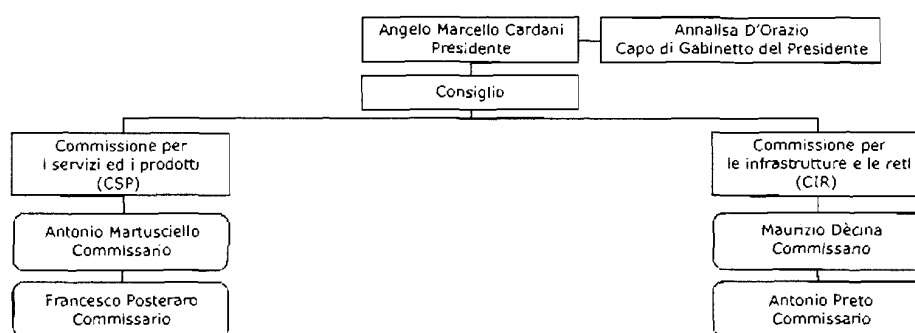 Angelo Marcello Cardani
Presidente
Annalisa D'Orazio
Capo di Gabinetto del Presidente
Consiglio
Commissione per
i servizi ed i prodotti
(CSP)
Commissione per
le infrastrutture e le reti
(CIR)
Antonio Martusciello
Commissario
Maurizio Dècina
Commissario
Francesco Posteraro
Commissario
Antonio Preto
Commissario